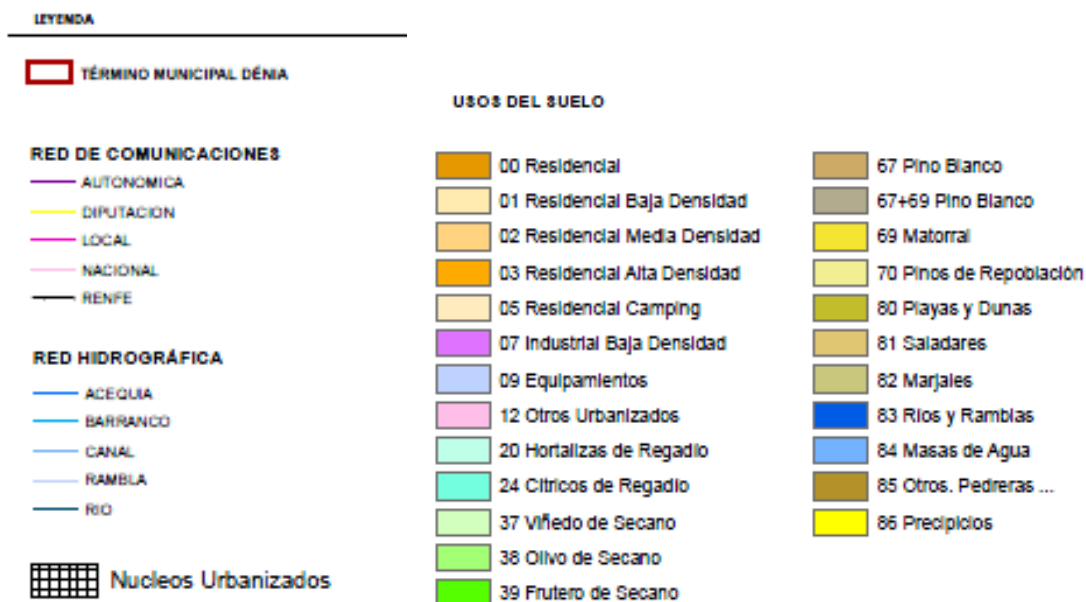 LEYENDA
TÉRMINO MUNICIPAL DÉNIA
RED DE COMUNICACIONES
AUTONOMICA
DIPUTACION
LOCAL
NACIONAL
RENFE
RED HIDROGRÁFICA
ACEQUIA
BARRANCO
CANAL
RAMBLA
RIO
Nucleos Urbanizados
USOS DEL SUELO
00 Residencial
01 Residencial Baja Densidad
02 Residencial Media Densidad
03 Residencial Alta Densidad
05 Residencial Camping
07 Industrial Baja Densidad
09 Equipamientos
12 Otros Urbanizados
20 Hortalizas de Regadio
24 Citricos de Regadio
37 Viñedo de Secano
38 Olivo de Secano
39 Frutero de Secano
67 Pino Blanco
67+69 Pino Blanco
69 Matorral
70 Pinos de Repoblación
80 Playas y Dunas
81 Saladares
82 Marjales
83 Rios y Ramblas
84 Masas de Agua
85 Otros. Pedreras ...
86 Precipicios